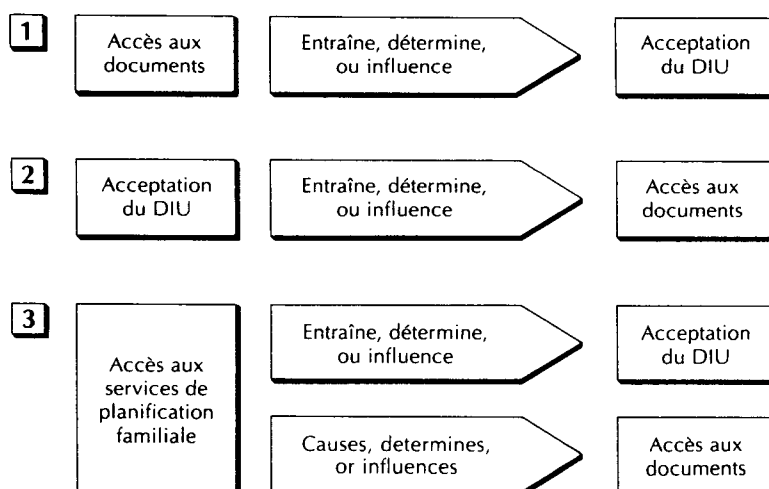 1
Accès aux
documents
Entraîne, détermine,
ou influence
Acceptation
du DIU
2
Acceptation
du DIU
Entraîne, détermine,
ou influence
Accès aux
documents
3
Accès aux
services de
planification
familiale
Entraîne, détermine,
ou influence
Acceptation
du DIU
Causes, determines,
or influences
Accès aux
documents